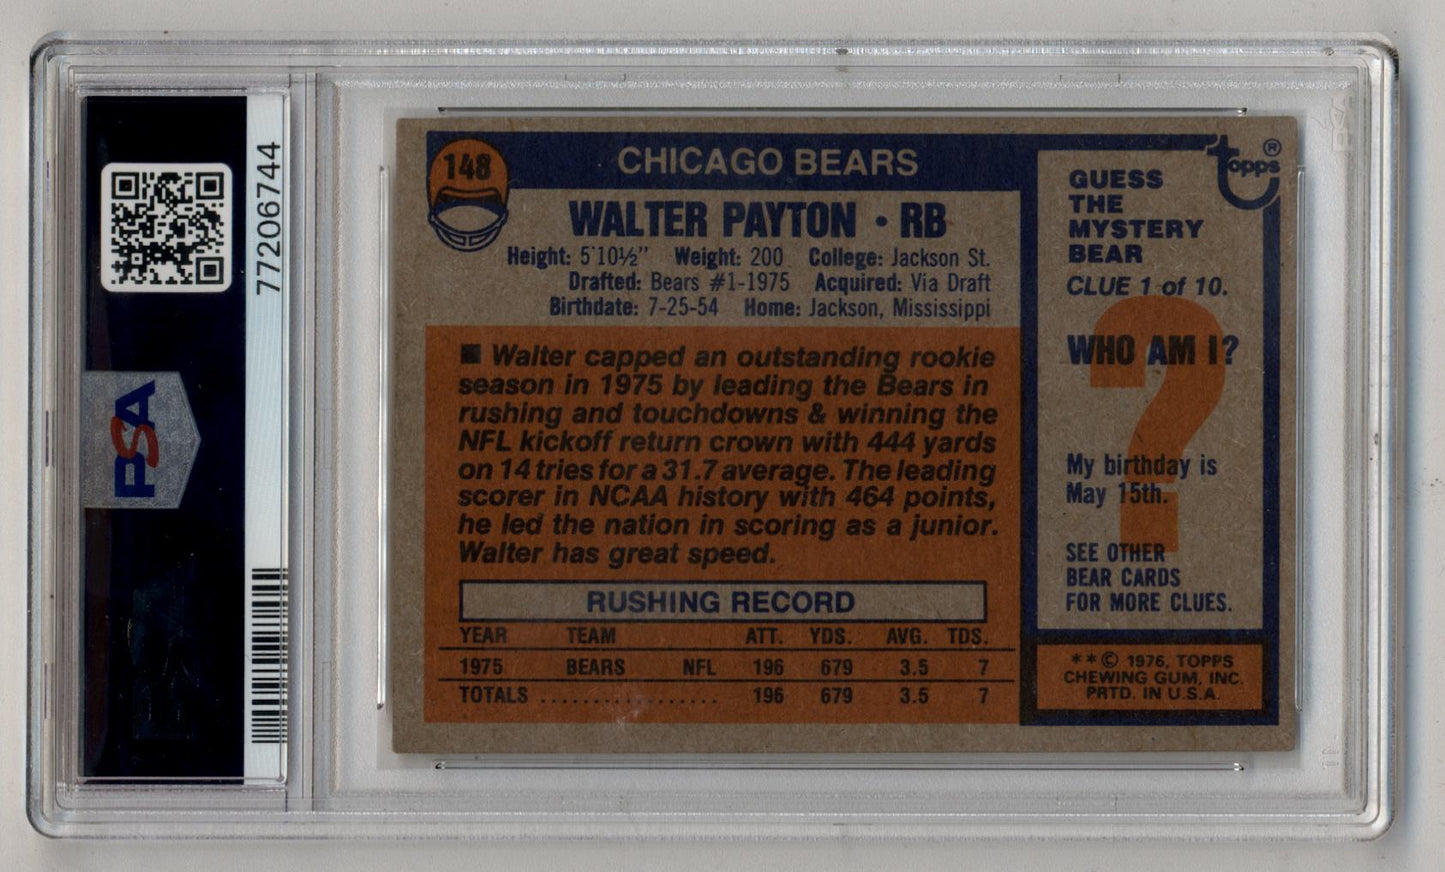 77206744
PSA
148
CHICAGO BEARS
WALTER PAYTON • RB
Height: 5'10½" Weight: 200 College: Jackson St.
Drafted: Bears #1-1975 Acquired: Via Draft
Birthdate: 7-25-54 Home: Jackson, Mississippi
■ Walter capped an outstanding rookie
season in 1975 by leading the Bears in
rushing and touchdowns & winning the
NFL kickoff return crown with 444 yards
on 14 tries for a 31.7 average. The leading
scorer in NCAA history with 464 points,
he led the nation in scoring as a junior.
Walter has great speed.
RUSHING RECORD
YEAR TEAM ATT. YDS. AVG. TDS.
1975 BEARS NFL 196 679 3.5 7
TOTALS ................ 196 679 3.5 7
Topps®
GUESS
THE
MYSTERY
BEAR
CLUE 1 of 10.
WHO AM I?
?
My birthday is
May 15th.
SEE OTHER
BEAR CARDS
FOR MORE CLUES.
**© 1976, TOPPS
CHEWING GUM, INC.
PRTD. IN U.S.A.